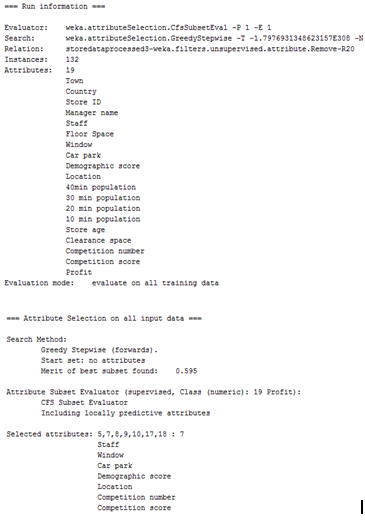 === Run information ===
Evaluator: weka.attributeSelection.CfsSubsetEval -P 1 -E 1
Search: weka.attributeSelection.GreedyStepwise -T -1.7976931348623157E308 -N
Relation: storedataprocessed3-weka.filters.unsupervised.attribute.Remove-R20
Instances: 132
Attributes: 19
Town
Country
Store ID
Manager name
Staff
Floor Space
Window
Car park
Demographic score
Location
40min population
30 min population
20 min population
10 min population
Store age
Clearance space
Competition number
Competition score
Profit
Evaluation mode: evaluate on all training data
=== Attribute Selection on all input data ===
Search Method:
Greedy Stepwise (forwards).
Start set: no attributes
Merit of best subset found: 0.595
Attribute Subset Evaluator (supervised, Class (numeric): 19 Profit):
CFS Subset Evaluator
Including locally predictive attributes
Selected attributes: 5,7,8,9,10,17,18 : 7
Staff
Window
Car park
Demographic score
Location
Competition number
Competition score